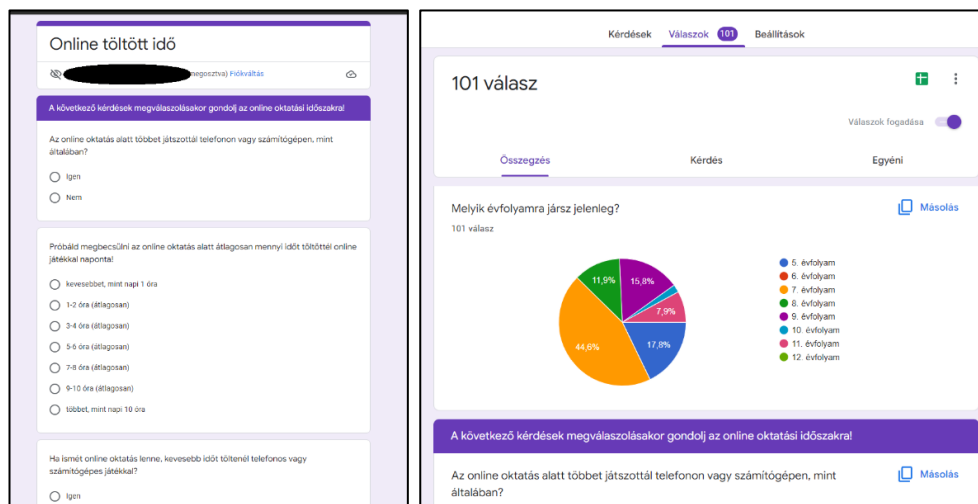 Online töltött idő
megosztva) Fiókváltás
A következő kérdések megválaszolásakor gondolj az online oktatási időszakra!
Az online oktatás alatt többet játszottál telefonon vagy számítógépen, mint
általában?
Igen
Nem
Próbáld megbecsülni az online oktatás alatt átlagosan mennyi időt töltöttél online
játékkal naponta!
kevesebbet, mint napi 1 óra
1-2 óra (átlagosan)
3-4 óra (átlagosan)
5-6 óra (átlagosan)
7-8 óra (átlagosan)
9-10 óra (átlagosan)
többet, mint napi 10 óra
Ha ismét online oktatás lenne, kevesebb időt töltenél telefonos vagy
számítógépes játékkal?
Igen
Kérdések Válaszok 101 Beállítások
101 válasz
Válaszok fogadása
Összegzés Kérdés Egyéni
Melyik évfolyamra jársz jelenleg?
Másolás
101 válasz
11,9%
15,8%
7,9%
17,8%
44,6%
5. évfolyam
6. évfolyam
7. évfolyam
8. évfolyam
9. évfolyam
10. évfolyam
11. évfolyam
12. évfolyam
A következő kérdések megválaszolásakor gondolj az online oktatási időszakra!
Az online oktatás alatt többet játszottál telefonon vagy számítógépen, mint
általában?
Másolás